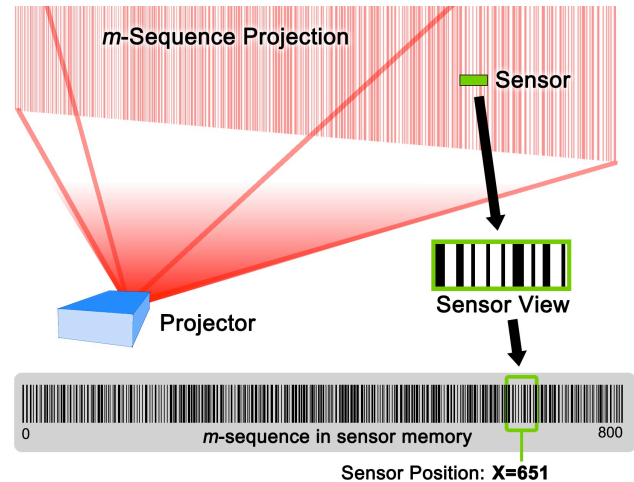 m-Sequence Projection
Sensor
Sensor View
Projector
0
m-sequence in sensor memory
800
Sensor Position: X=651